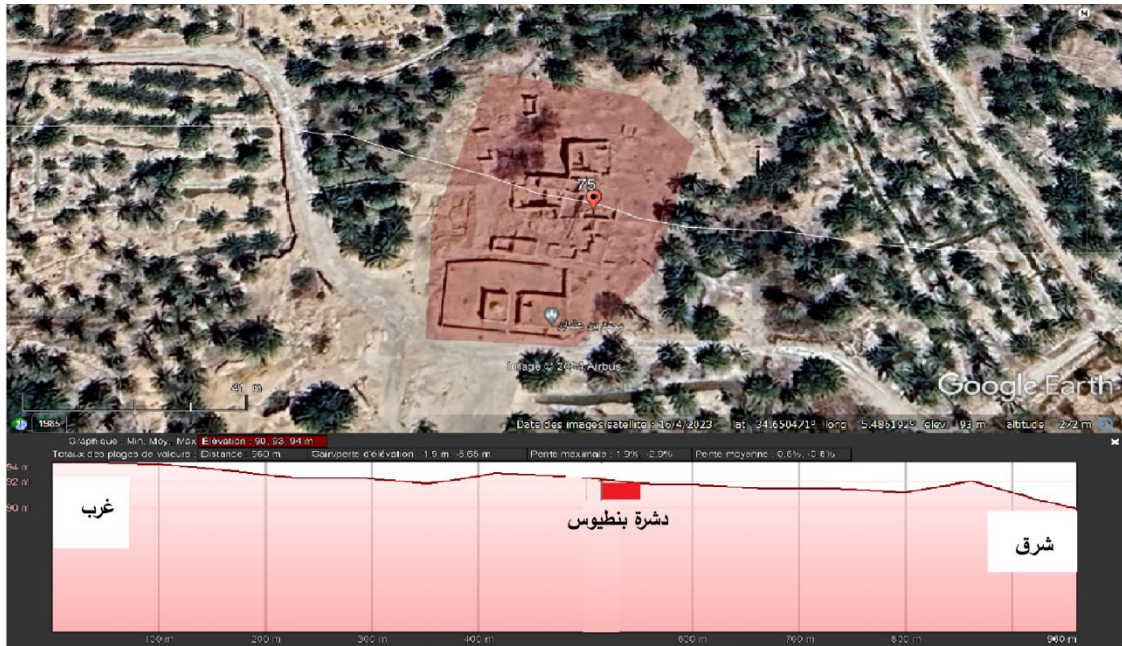 75
Image © 2024 Airbus
41 m
Google Earth
1985
Date des images satellite : 16/4/2023 lat 34.650471° long 5.486192° élev. 93 m altitude 272 m
Graphique : Min, Moy, Max Élévation : 90, 93, 94 m
Totaux des plages de valeurs : Distance: 960 m Gain/perte d'élévation : 1.9 m, -5.65 m Pente maximale : 1.9%, -2.9% Pente moyenne : 0.6%, -0.8%
94 m
92 m
90 m
غرب
دشرة بنطيوس
شرق
100 m 200 m 300 m 400 m 600 m 700 m 800 m 960 m